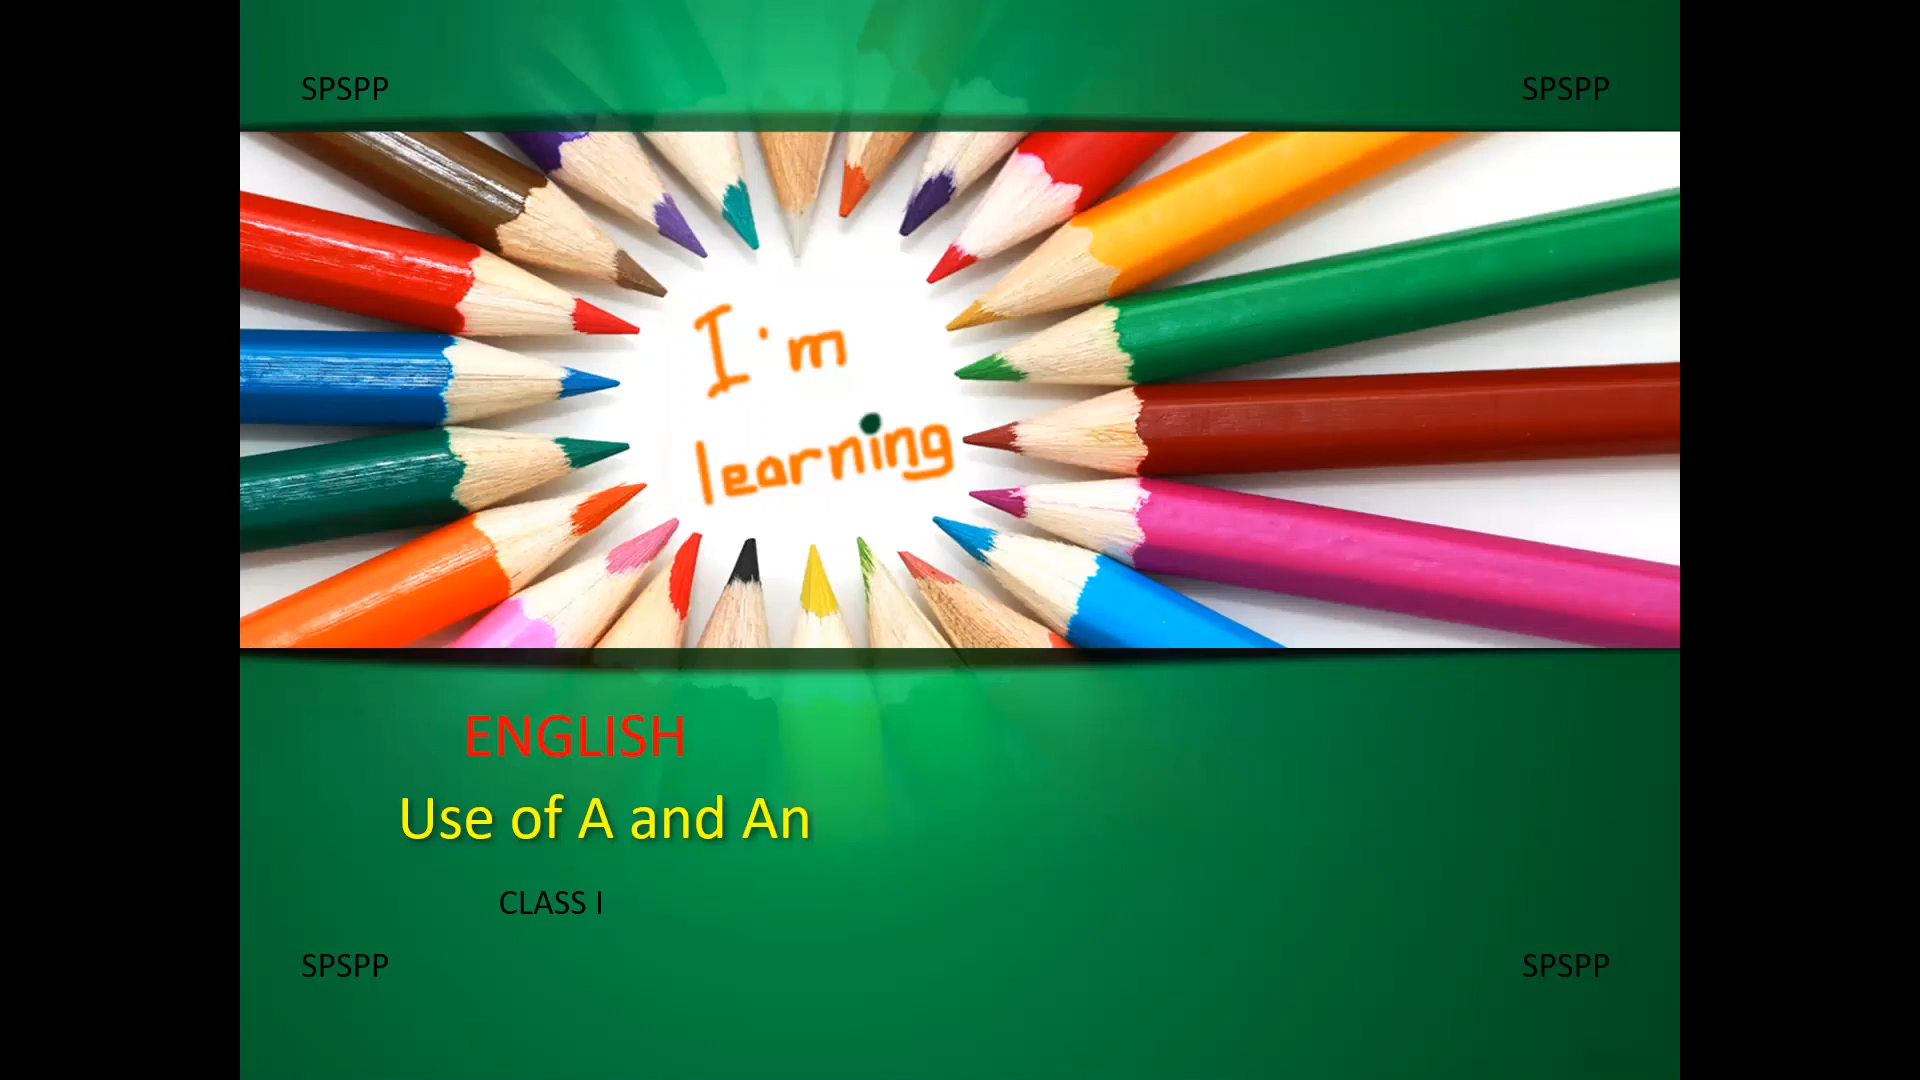 SPSPP
SPSPP
I'm
learning
ENGLISH
Use of A and An
CLASS I
SPSPP
SPSPP